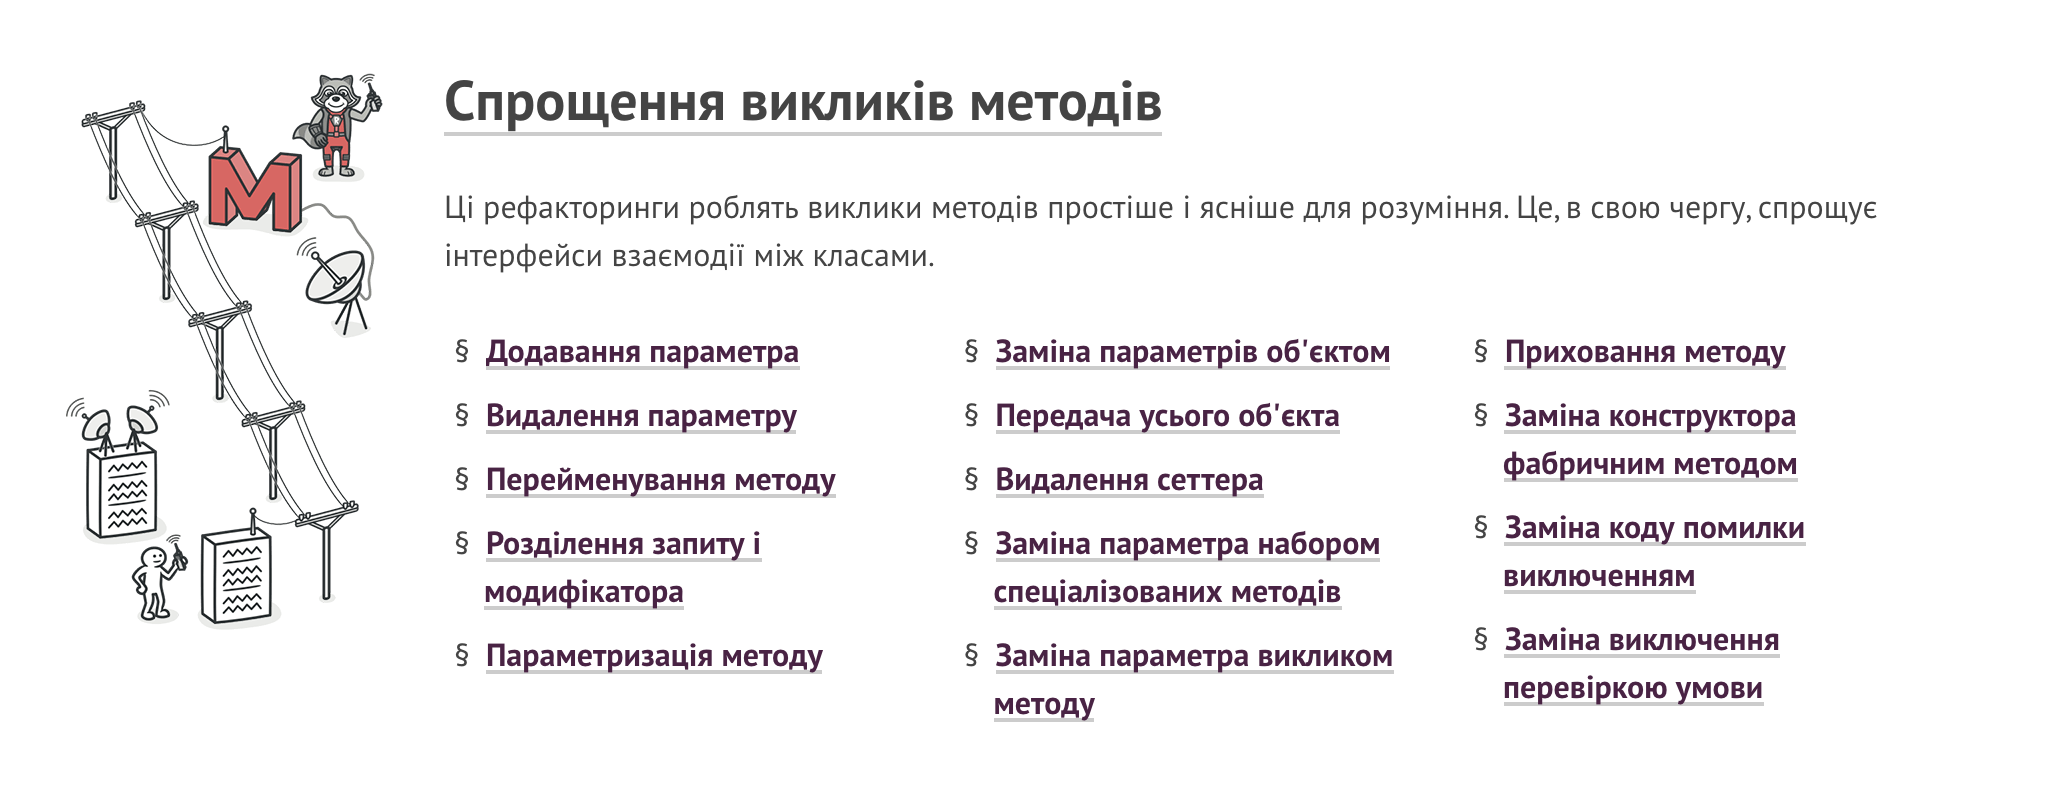 Спрощення викликів методів
Ці рефакторинги роблять виклики методів простіше і ясніше для розуміння. Це, в свою чергу, спрощує
інтерфейси взаємодії між класами.
§ Додавання параметра
§ Видалення параметру
§ Перейменування методу
§ Розділення запиту і
модифікатора
§ Параметризація методу
§ Заміна параметрів об'єктом
§ Передача усього об'єкта
§ Видалення сеттера
§ Заміна параметра набором
спеціалізованих методів
§ Заміна параметра викликом
методу
§ Приховання методу
§ Заміна конструктора
фабричним методом
§ Заміна коду помилки
виключенням
§ Заміна виключення
перевіркою умови
M